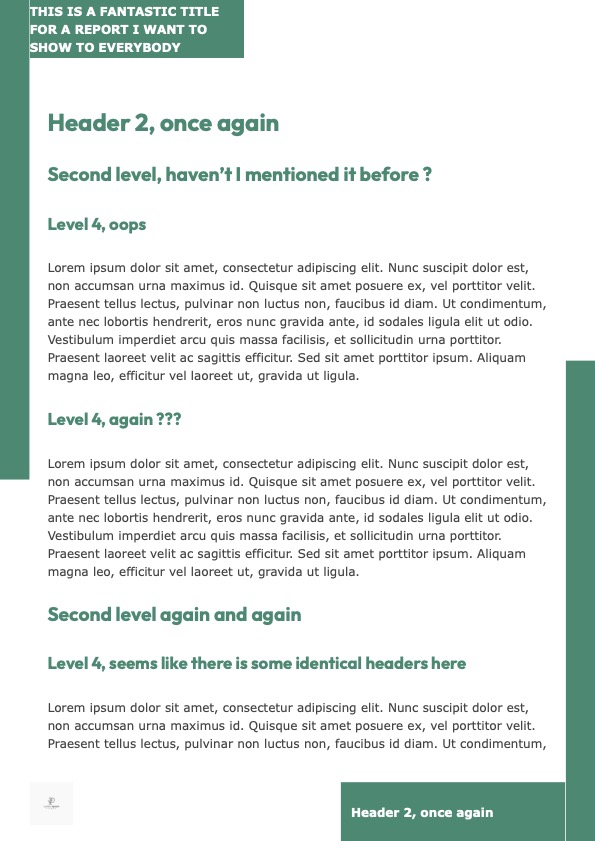 THIS IS A FANTASTIC TITLE
FOR A REPORT I WANT TO
SHOW TO EVERYBODY
Header 2, once again
Second level, haven’t I mentioned it before ?
Level 4, oops
Lorem ipsum dolor sit amet, consectetur adipiscing elit. Nunc suscipit dolor est,
non accumsan urna maximus id. Quisque sit amet posuere ex, vel porttitor velit.
Praesent tellus lectus, pulvinar non luctus non, faucibus id diam. Ut condimentum,
ante nec lobortis hendrerit, eros nunc gravida ante, id sodales ligula elit ut odio.
Vestibulum imperdiet arcu quis massa facilisis, et sollicitudin urna porttitor.
Praesent laoreet velit ac sagittis efficitur. Sed sit amet porttitor ipsum. Aliquam
magna leo, efficitur vel laoreet ut, gravida ut ligula.
Level 4, again ???
Lorem ipsum dolor sit amet, consectetur adipiscing elit. Nunc suscipit dolor est,
non accumsan urna maximus id. Quisque sit amet posuere ex, vel porttitor velit.
Praesent tellus lectus, pulvinar non luctus non, faucibus id diam. Ut condimentum,
ante nec lobortis hendrerit, eros nunc gravida ante, id sodales ligula elit ut odio.
Vestibulum imperdiet arcu quis massa facilisis, et sollicitudin urna porttitor.
Praesent laoreet velit ac sagittis efficitur. Sed sit amet porttitor ipsum. Aliquam
magna leo, efficitur vel laoreet ut, gravida ut ligula.
Second level again and again
Level 4, seems like there is some identical headers here
Lorem ipsum dolor sit amet, consectetur adipiscing elit. Nunc suscipit dolor est,
non accumsan urna maximus id. Quisque sit amet posuere ex, vel porttitor velit.
Praesent tellus lectus, pulvinar non luctus non, faucibus id diam. Ut condimentum,
Header 2, once again